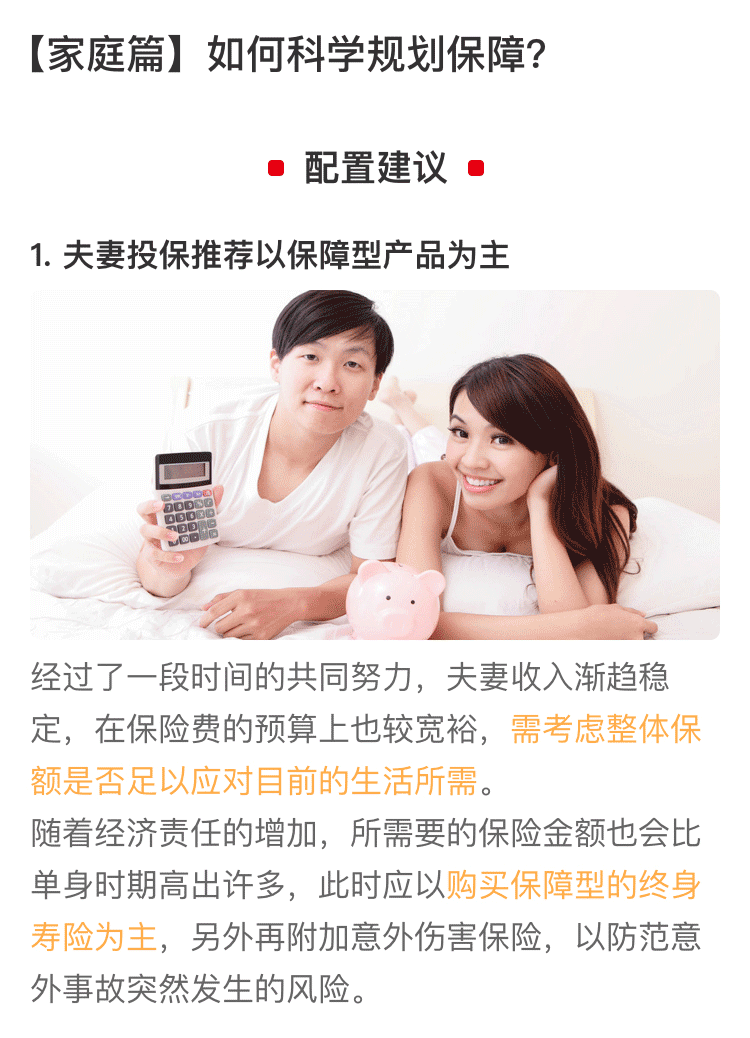 【家庭篇】如何科学规划保障?
配置建议
1. 夫妻投保推荐以保障型产品为主
经过了一段时间的共同努力，夫妻收入渐趋稳
定，在保险费的预算上也较宽裕，需考虑整体保
额是否足以应对目前的生活所需。
随着经济责任的增加，所需要的保险金额也会比
单身时期高出许多，此时应以购买保障型的终身
寿险为主，另外再附加意外伤害保险，以防范意
外事故突然发生的风险。